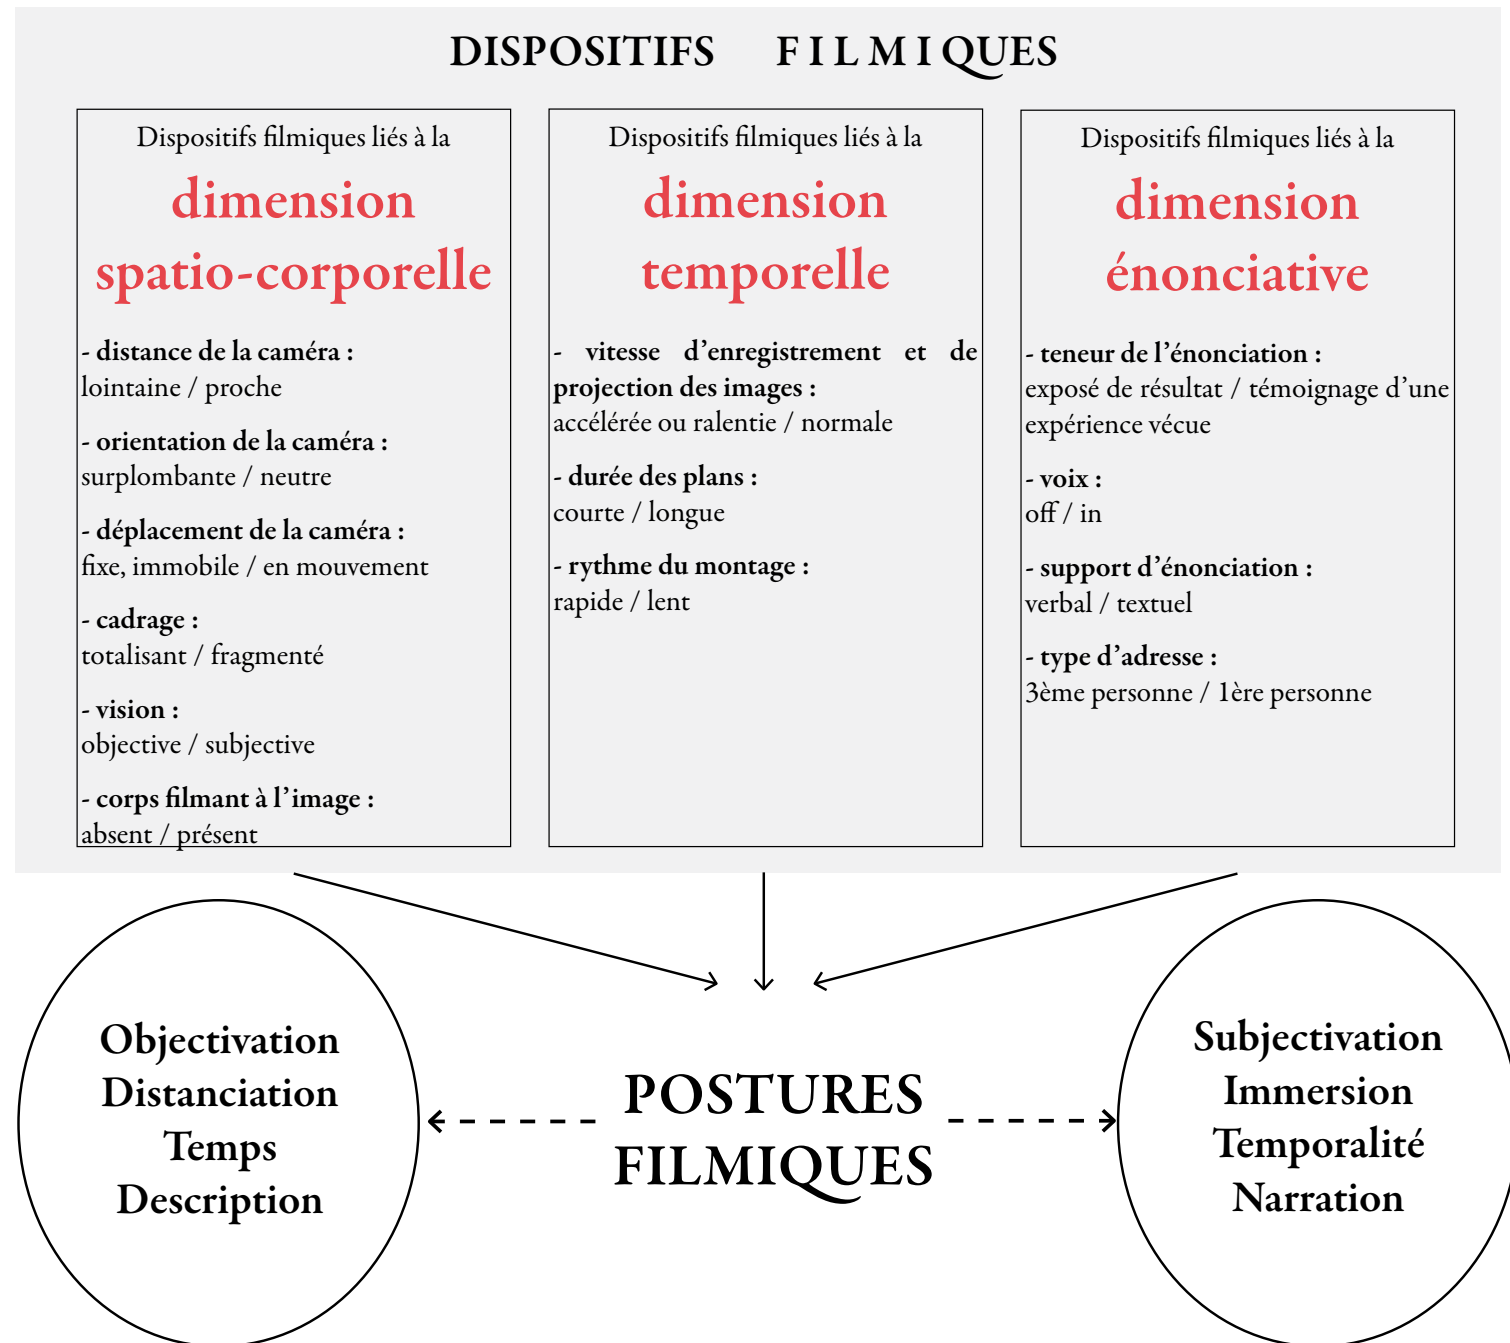 DISPOSITIFS FILMIQUES
Dispositifs filmiques liés à la
dimension
spatio-corporelle
- distance de la caméra :
lointaine / proche
- orientation de la caméra :
surplombante / neutre
- déplacement de la caméra :
fixe, immobile / en mouvement
- cadrage :
totalisant / fragmenté
- vision :
objective / subjective
- corps filmant à l’image :
absent / présent
Dispositifs filmiques liés à la
dimension
temporelle
- vitesse d’enregistrement et de
projection des images :
accélérée ou ralentie / normale
- durée des plans :
courte / longue
- rythme du montage :
rapide / lent
Dispositifs filmiques liés à la
dimension
énonciative
- teneur de l’énonciation :
exposé de résultat / témoignage d’une
expérience vécue
- voix :
off / in
- support d’énonciation :
verbal / textuel
- type d’adresse :
3ème personne / 1ère personne
Objectivation
Distanciation
Temps
Description
POSTURES
FILMIQUES
Subjectivation
Immersion
Temporalité
Narration